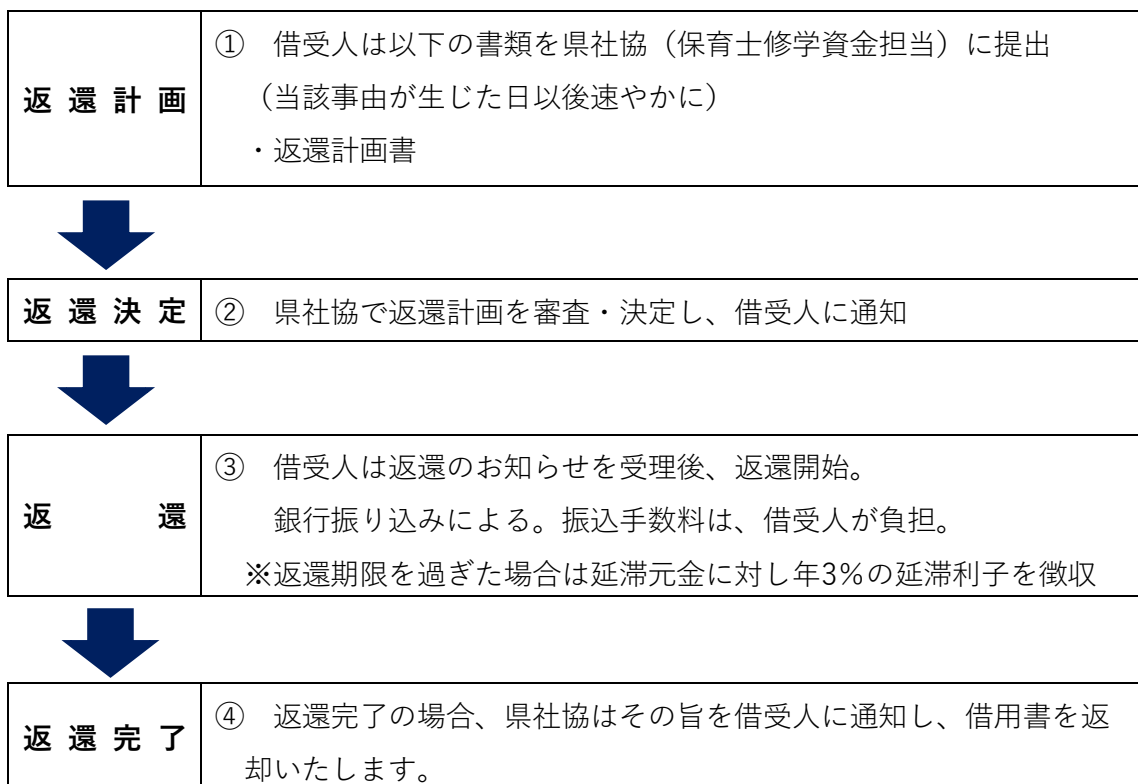 返還計画
① 借受人は以下の書類を県社協(保育士修学資金担当)に提出
(当該事由が生じた日以後速やかに)
・返還計画書
返還決定
② 県社協で返還計画を審査・決定し、借受人に通知
返還
③ 借受人は返還のお知らせを受理後、返還開始。
銀行振り込みによる。振込手数料は、借受人が負担。
※返還期限を過ぎた場合は延滞元金に対し年3%の延滞利子を徴収
返還完了
④ 返還完了の場合、県社協はその旨を借受人に通知し、借用書を返
却いたします。